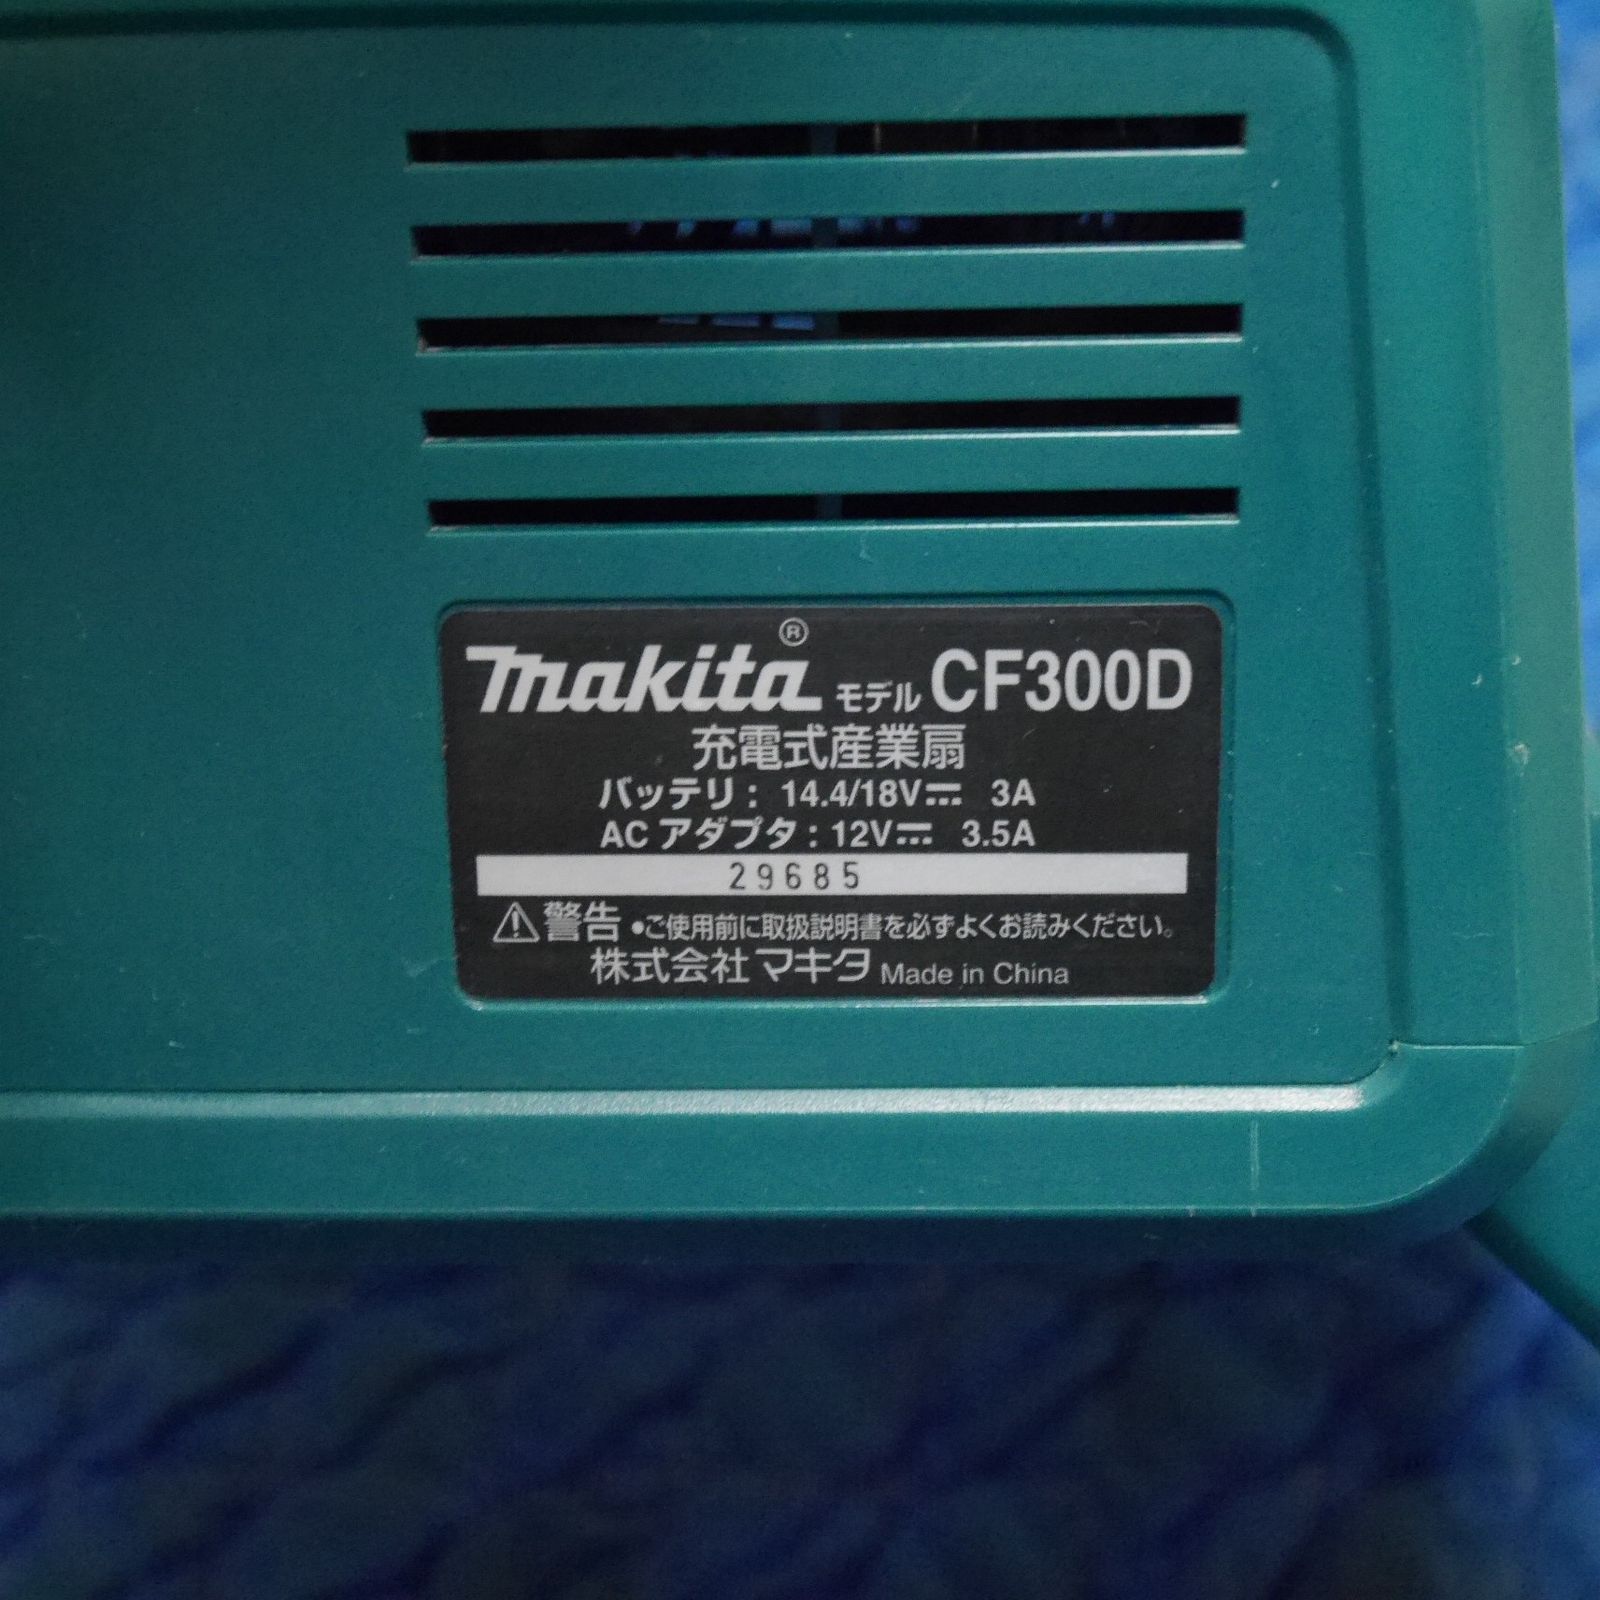 makita® モデル CF300D
充電式産業扇
バッテリ: 14.4/18V⎓ 3A
AC アダプタ: 12V⎓ 3.5A
29685
⚠警告 •ご使用前に取扱説明書を必ずよくお読みください。
株式会社マキタ Made in China